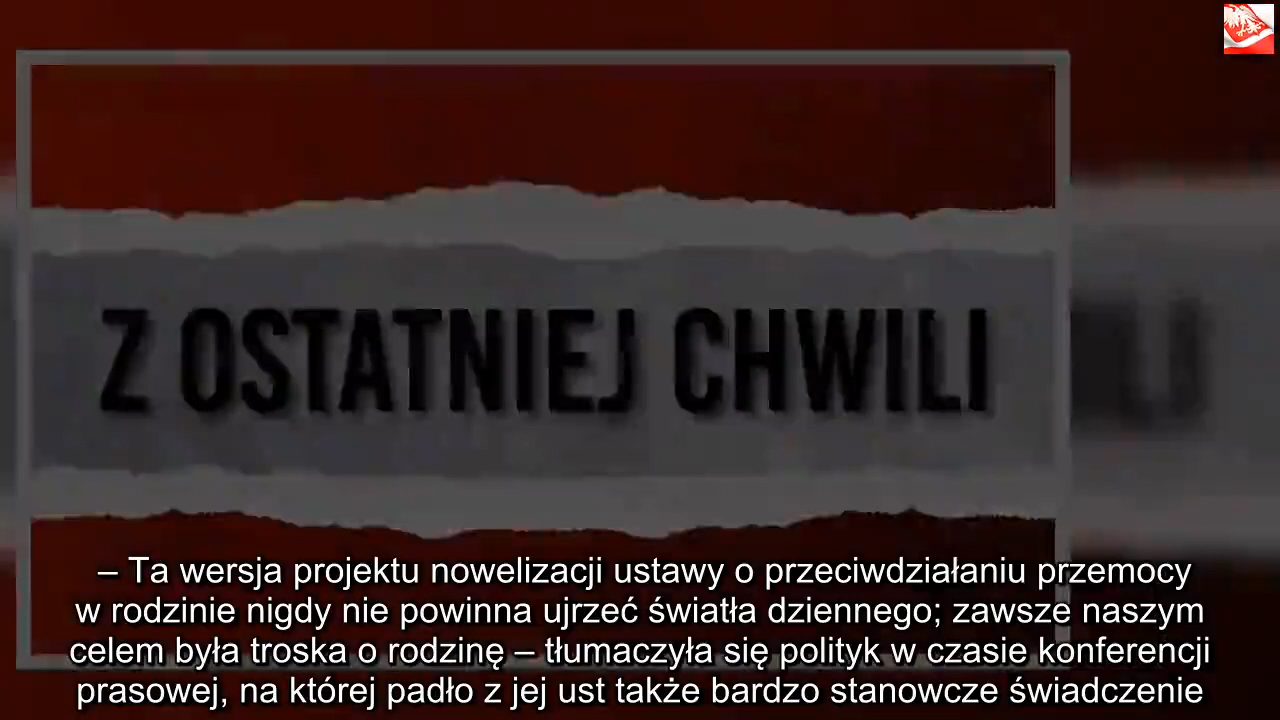 Z OSTATNIEJ CHWILI
– Ta wersja projektu nowelizacji ustawy o przeciwdziałaniu przemocy
w rodzinie nigdy nie powinna ujrzeć światła dziennego; zawsze naszym
celem była troska o rodzinę – tłumaczyła się polityk w czasie konferencji
prasowej, na której padło z jej ust także bardzo stanowcze świadczenie